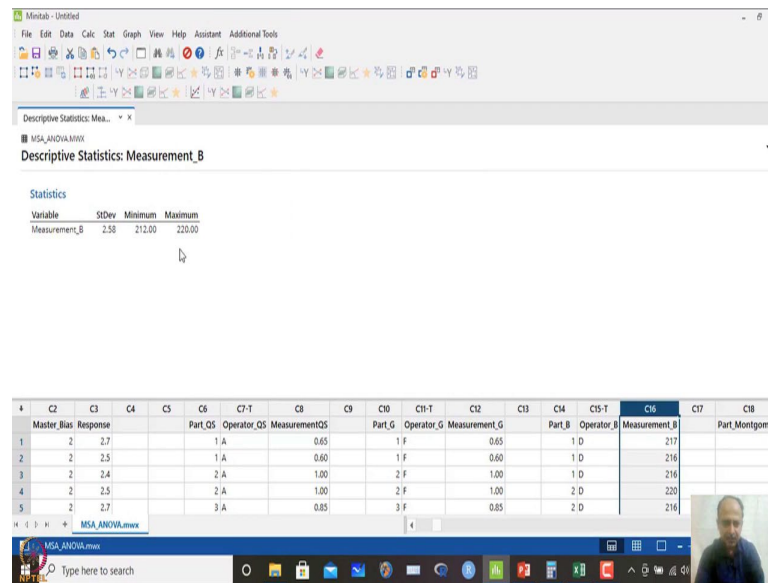 Minitab - Untitled
File Edit Data Calc Stat Graph View Help Assistant Additional Tools
Descriptive Statistics: Mea...
MSA_ANOVA.MWX
Descriptive Statistics: Measurement_B
Statistics
Variable StDev Minimum Maximum
Measurement_B 2.58 212.00 220.00
C2 C3 C4 C5 C6 C7-T C8 C9 C10 C11-T C12 C13 C14 C15-T C16 C17 C18
Master_Bias Response Part_QS Operator_QS MeasurementQS Part_G Operator_G Measurement_G Part_B Operator_B Measurement_B Part_Montgom
1 2 2.7 1 A 0.65 1 F 0.65 1 D 217
2 2 2.5 1 A 0.60 1 F 0.60 1 D 216
3 2 2.4 2 A 1.00 2 F 1.00 1 D 216
4 2 2.5 2 A 1.00 2 F 1.00 2 D 220
5 2 2.7 3 A 0.85 3 F 0.85 2 D 216
MSA_ANOVA.mwx
MSA_ANOVA.mwx
Type here to search
NPTEL